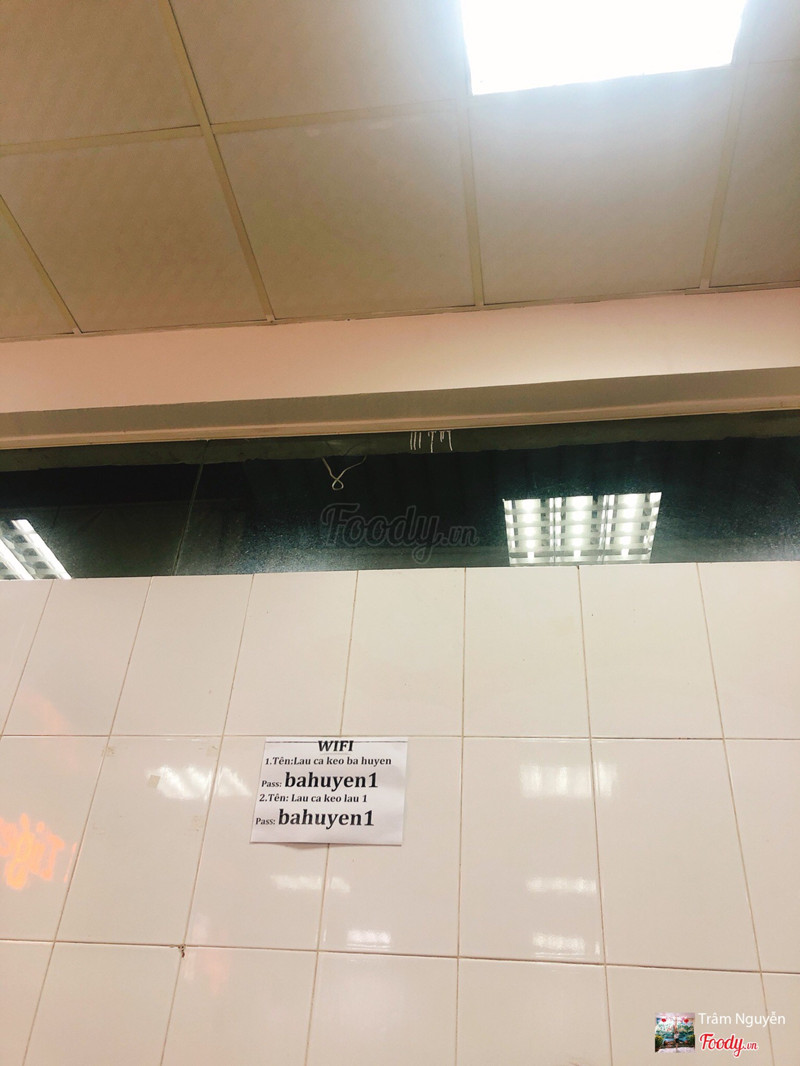 Foody.vn
WIFI
1.Tên:Lau ca keo ba huyen
Pass: bahuyen1
2.Tên: Lau ca keo lau 1
Pass: bahuyen1
Trâm Nguyễn
Foody.vn